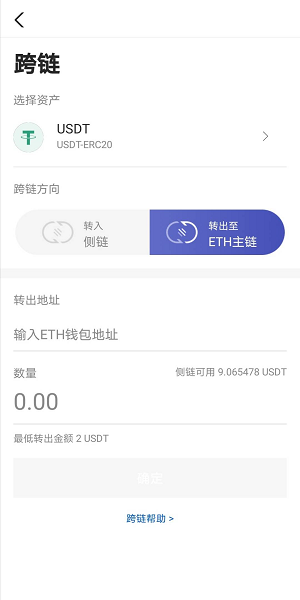 跨链
选择资产
USDT
USDT-ERC20
跨链方向
转入
侧链
转出至
ETH主链
转出地址
输入ETH钱包地址
数量
侧链可用 9.065478 USDT
0.00
最低转出金额 2 USDT
确定
跨链帮助 >